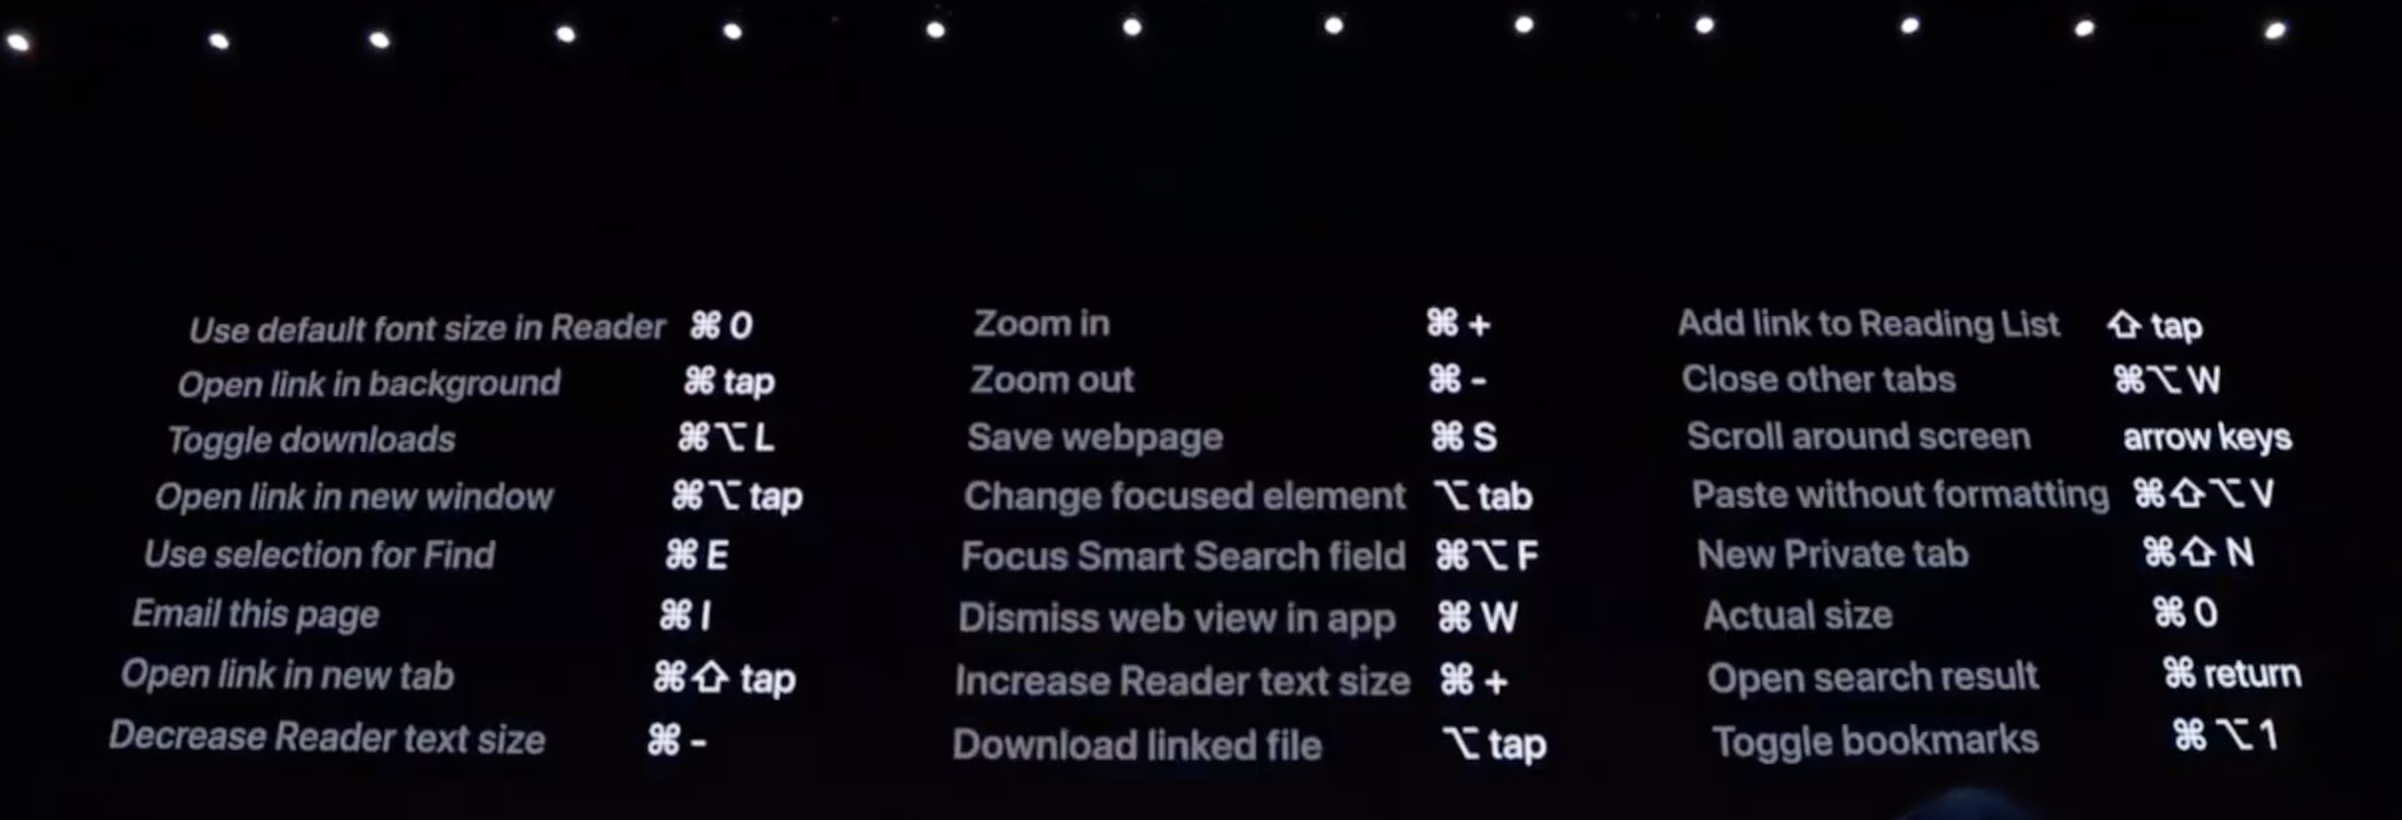 Use default font size in Reader ⌘ 0
Open link in background ⌘ tap
Toggle downloads ⌘⌥ L
Open link in new window ⌘⌥ tap
Use selection for Find ⌘ E
Email this page ⌘ I
Open link in new tab ⌘⇧ tap
Decrease Reader text size ⌘ -
Zoom in ⌘ +
Zoom out ⌘ -
Save webpage ⌘ S
Change focused element ⌥ tab
Focus Smart Search field ⌘⌥ F
Dismiss web view in app ⌘ W
Increase Reader text size ⌘ +
Download linked file ⌥ tap
Add link to Reading List ⇧ tap
Close other tabs ⌘⌥ W
Scroll around screen arrow keys
Paste without formatting ⌘⇧⌥ V
New Private tab ⌘⇧ N
Actual size ⌘ 0
Open search result ⌘ return
Toggle bookmarks ⌘ ⌥ 1